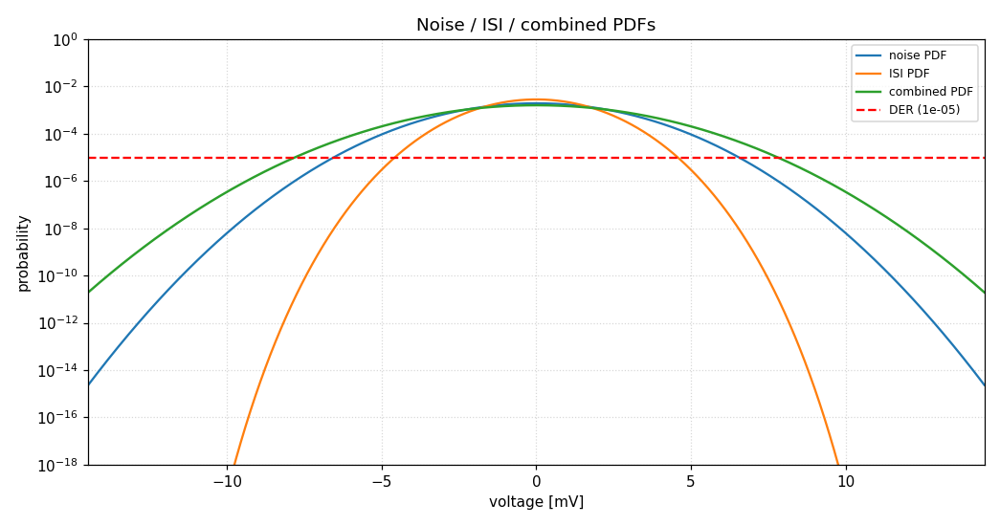 Noise / ISI / combined PDFs
noise PDF
ISI PDF
combined PDF
DER (1e-05)
probability
10⁰
10⁻²
10⁻⁴
10⁻⁶
10⁻⁸
10⁻¹⁰
10⁻¹²
10⁻¹⁴
10⁻¹⁶
10⁻¹⁸
−10 −5 0 5 10
voltage [mV]